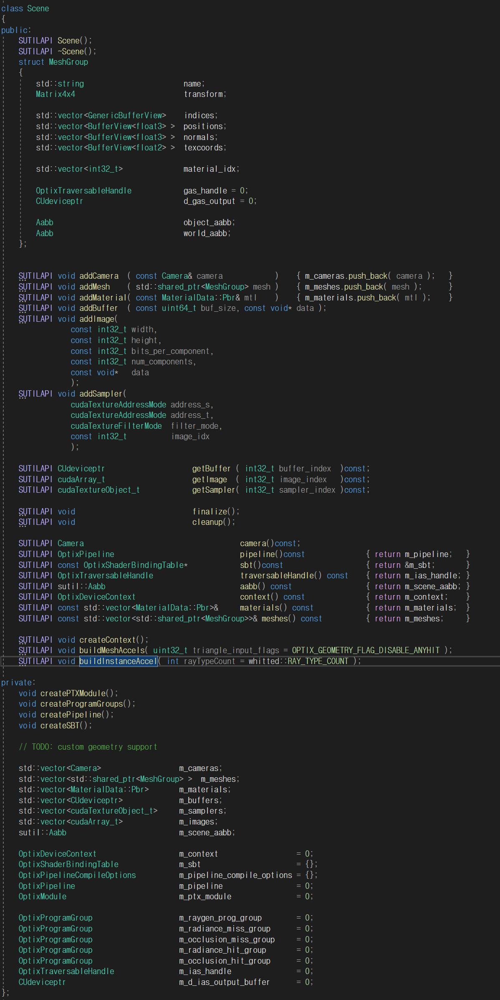 class Scene
{
public:
    SUTILAPI Scene();
    SUTILAPI ~Scene();
    struct MeshGroup
    {
        std::string                       name;
        Matrix4x4                         transform;

        std::vector<GenericBufferView>    indices;
        std::vector<BufferView<float3> >  positions;
        std::vector<BufferView<float3> >  normals;
        std::vector<BufferView<float2> >  texcoords;

        std::vector<int32_t>              material_idx;

        OptixTraversableHandle            gas_handle = 0;
        CUdeviceptr                       d_gas_output = 0;

        Aabb                              object_aabb;
        Aabb                              world_aabb;
    };


    SUTILAPI void addCamera  ( const Camera& camera            )    { m_cameras.push_back( camera );   }
    SUTILAPI void addMesh    ( std::shared_ptr<MeshGroup> mesh )    { m_meshes.push_back( mesh );      }
    SUTILAPI void addMaterial( const MaterialData::Pbr& mtl    )    { m_materials.push_back( mtl );    }
    SUTILAPI void addBuffer  ( const uint64_t buf_size, const void* data );
    SUTILAPI void addImage(
                const int32_t width,
                const int32_t height,
                const int32_t bits_per_component,
                const int32_t num_components,
                const void*   data
                );
    SUTILAPI void addSampler(
                cudaTextureAddressMode address_s,
                cudaTextureAddressMode address_t,
                cudaTextureFilterMode  filter_mode,
                const int32_t          image_idx
                );

    SUTILAPI CUdeviceptr                    getBuffer ( int32_t buffer_index  )const;
    SUTILAPI cudaArray_t                    getImage  ( int32_t image_index   )const;
    SUTILAPI cudaTextureObject_t            getSampler( int32_t sampler_index )const;

    SUTILAPI void                           finalize();
    SUTILAPI void                           cleanup();

    SUTILAPI Camera                                    camera()const;
    SUTILAPI OptixPipeline                             pipeline()const              { return m_pipeline;   }
    SUTILAPI const OptixShaderBindingTable*            sbt()const                   { return &m_sbt;       }
    SUTILAPI OptixTraversableHandle                    traversableHandle() const    { return m_ias_handle; }
    SUTILAPI sutil::Aabb                               aabb() const                 { return m_scene_aabb; }
    SUTILAPI OptixDeviceContext                        context() const              { return m_context;    }
    SUTILAPI const std::vector<MaterialData::Pbr>&     materials() const            { return m_materials;  }
    SUTILAPI const std::vector<std::shared_ptr<MeshGroup>>& meshes() const          { return m_meshes;     }

    SUTILAPI void createContext();
    SUTILAPI void buildMeshAccels( uint32_t triangle_input_flags = OPTIX_GEOMETRY_FLAG_DISABLE_ANYHIT );
    SUTILAPI void buildInstanceAccel( int rayTypeCount = whitted::RAY_TYPE_COUNT );

private:
    void createPTXModule();
    void createProgramGroups();
    void createPipeline();
    void createSBT();

    // TODO: custom geometry support

    std::vector<Camera>                  m_cameras;
    std::vector<std::shared_ptr<MeshGroup> >  m_meshes;
    std::vector<MaterialData::Pbr>       m_materials;
    std::vector<CUdeviceptr>             m_buffers;
    std::vector<cudaTextureObject_t>     m_samplers;
    std::vector<cudaArray_t>             m_images;
    sutil::Aabb                          m_scene_aabb;

    OptixDeviceContext                   m_context                  = 0;
    OptixShaderBindingTable              m_sbt                      = {};
    OptixPipelineCompileOptions          m_pipeline_compile_options = {};
    OptixPipeline                        m_pipeline                 = 0;
    OptixModule                          m_ptx_module               = 0;

    OptixProgramGroup                    m_raygen_prog_group        = 0;
    OptixProgramGroup                    m_radiance_miss_group      = 0;
    OptixProgramGroup                    m_occlusion_miss_group     = 0;
    OptixProgramGroup                    m_radiance_hit_group       = 0;
    OptixProgramGroup                    m_occlusion_hit_group      = 0;
    OptixTraversableHandle               m_ias_handle               = 0;
    CUdeviceptr                          m_d_ias_output_buffer      = 0;
};